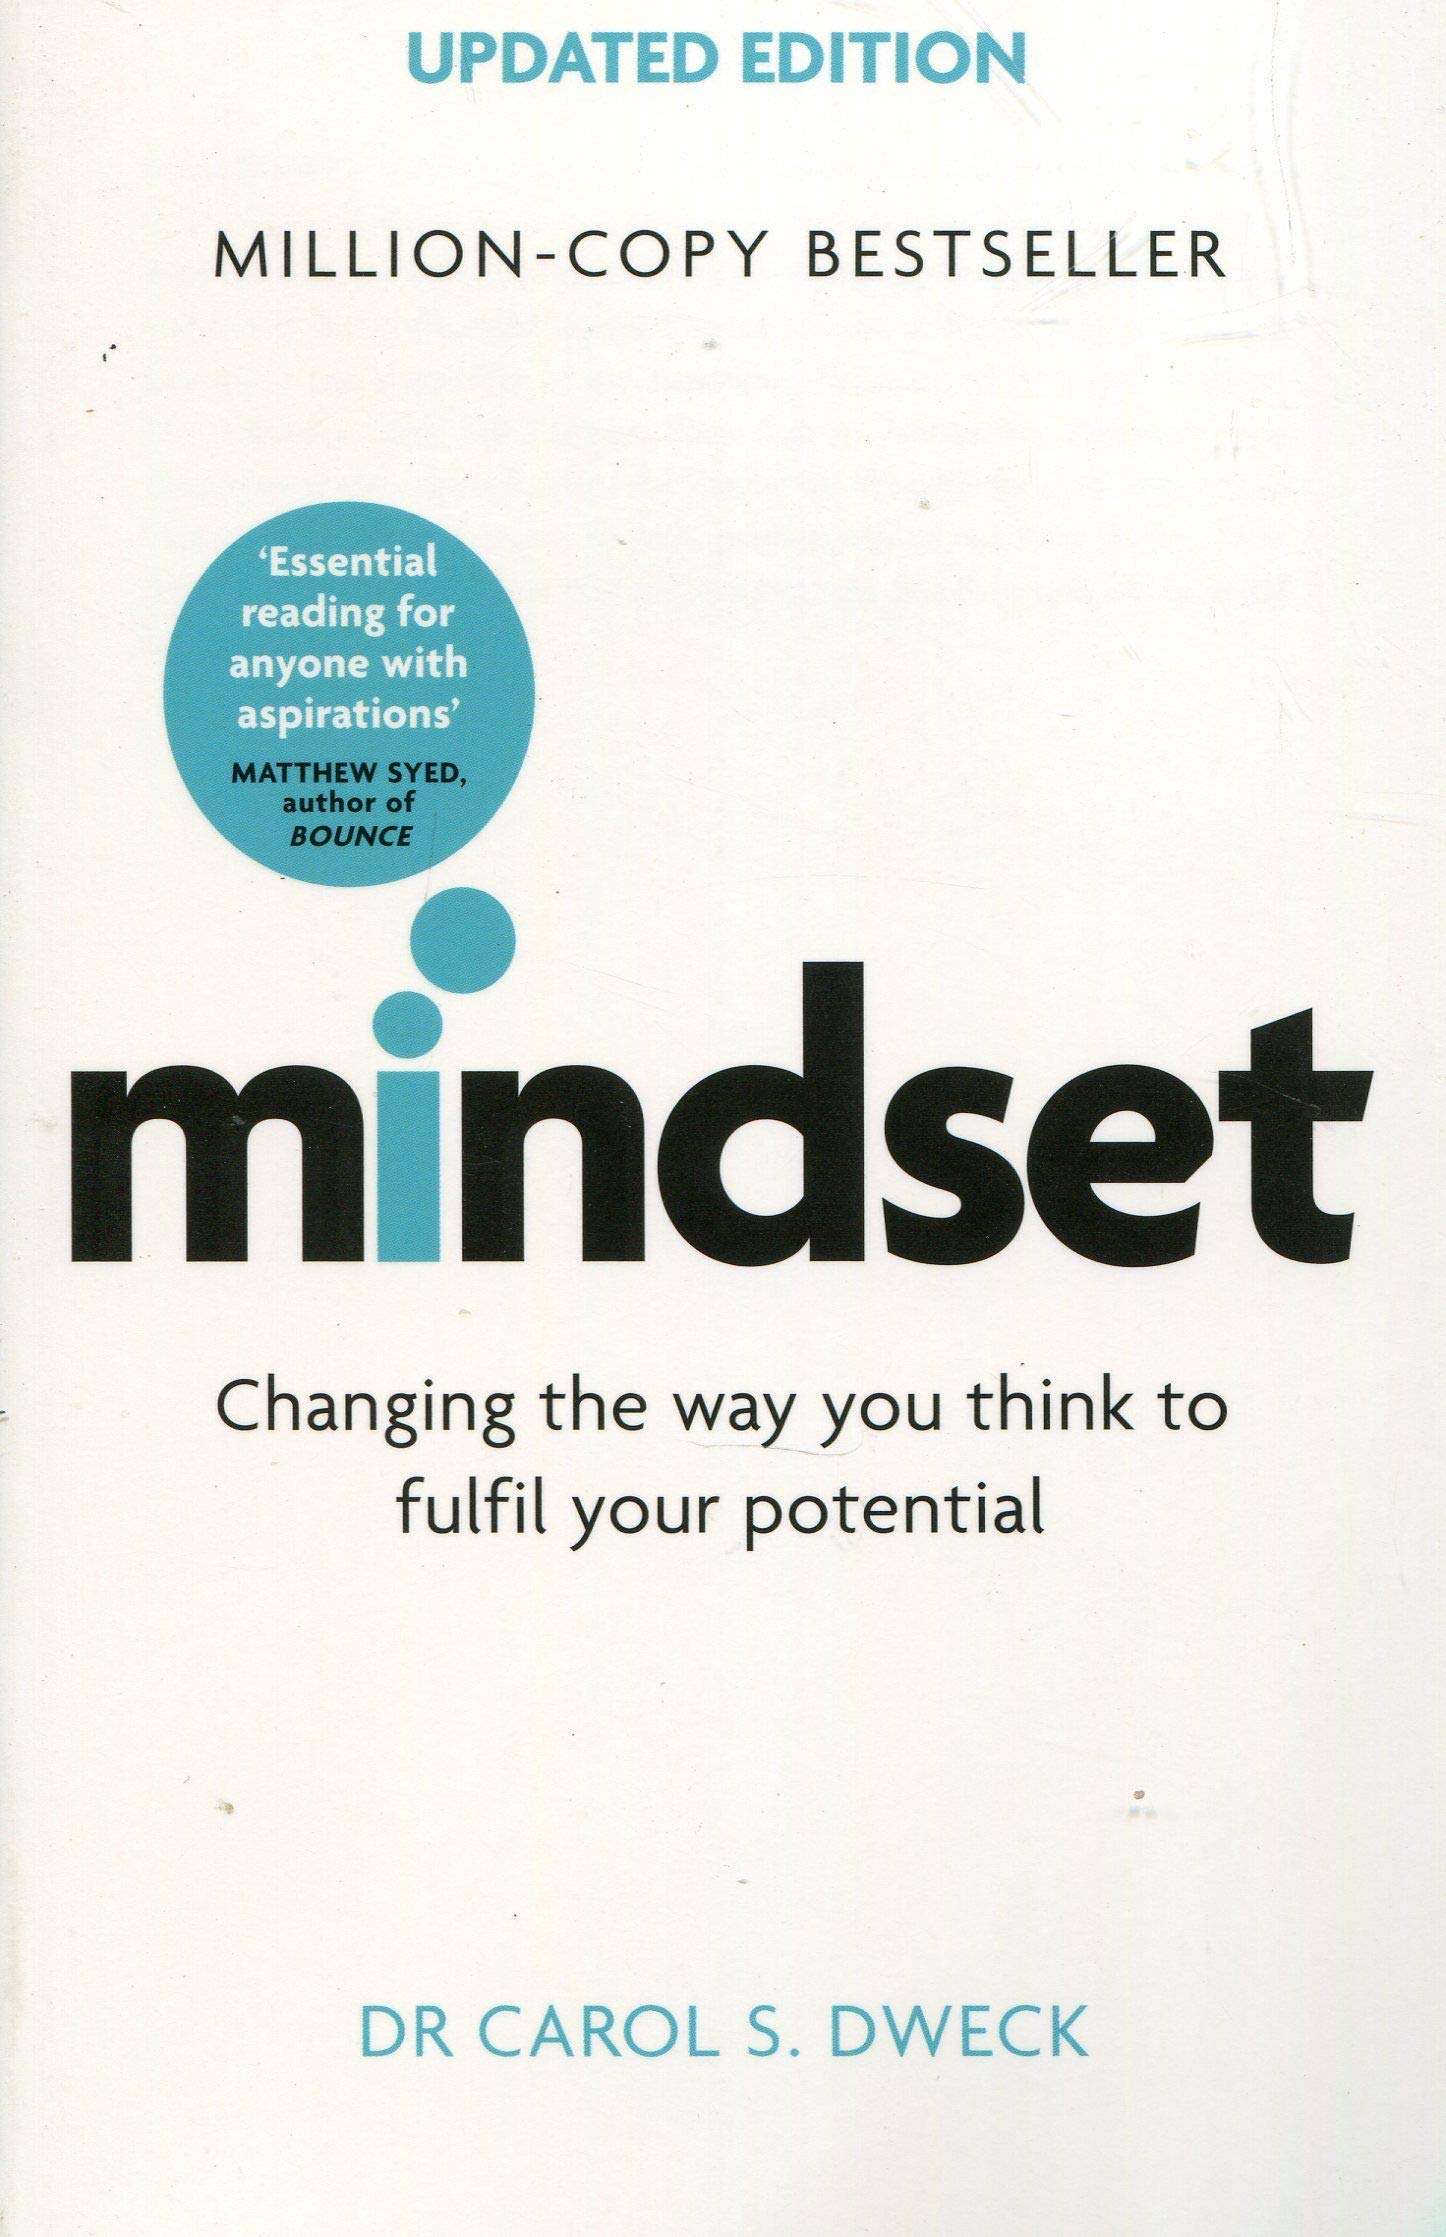 UPDATED EDITION
MILLION-COPY BESTSELLER
‘Essential
reading for
anyone with
aspirations’
MATTHEW SYED,
author of
BOUNCE
mindset
Changing the way you think to
fulfil your potential
DR CAROL S. DWECK